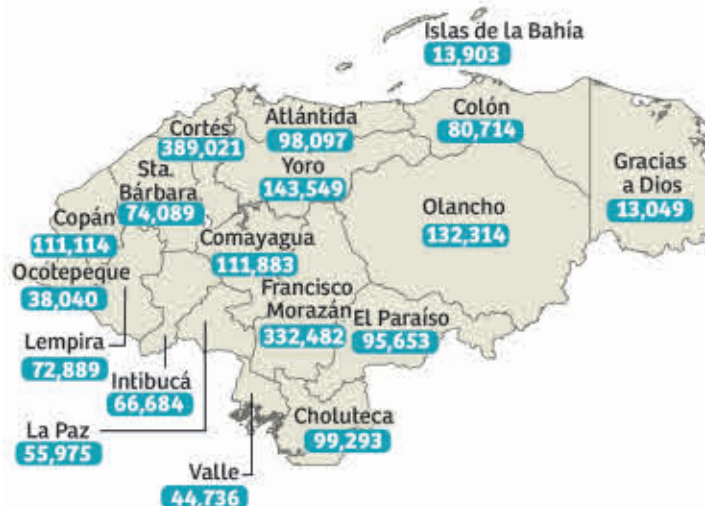 Islas de la Bahía
13,903
Cortés
389,021
Atlántida
98,097
Colón
80,714
Yoro
143,549
Sta.
Bárbara
74,089
Gracias
a Dios
13,049
Copán
111,114
Comayagua
111,883
Olancho
132,314
Ocotepeque
38,040
Francisco
Morazán
332,482
El Paraíso
95,653
Lempira
72,889
Intibucá
66,684
La Paz
55,975
Choluteca
99,293
Valle
44,736